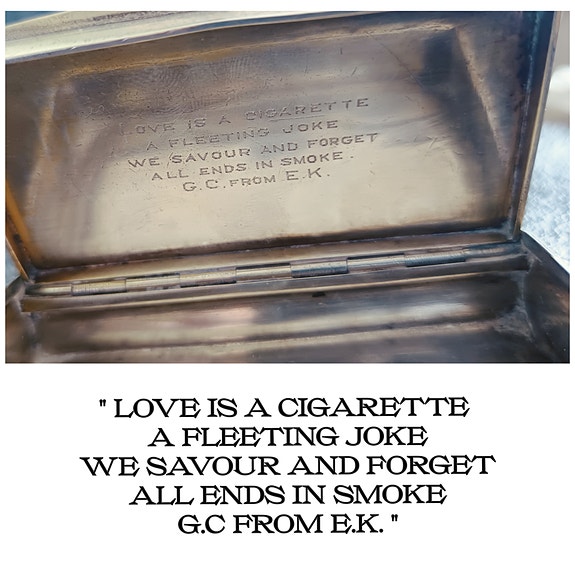 LOVE IS A CIGARETTE
A FLEETING JOKE
WE SAVOUR AND FORGET
ALL ENDS IN SMOKE.
G.C. FROM E.K.
" LOVE IS A CIGARETTE
A FLEETING JOKE
WE SAVOUR AND FORGET
ALL ENDS IN SMOKE
G.C FROM E.K. "